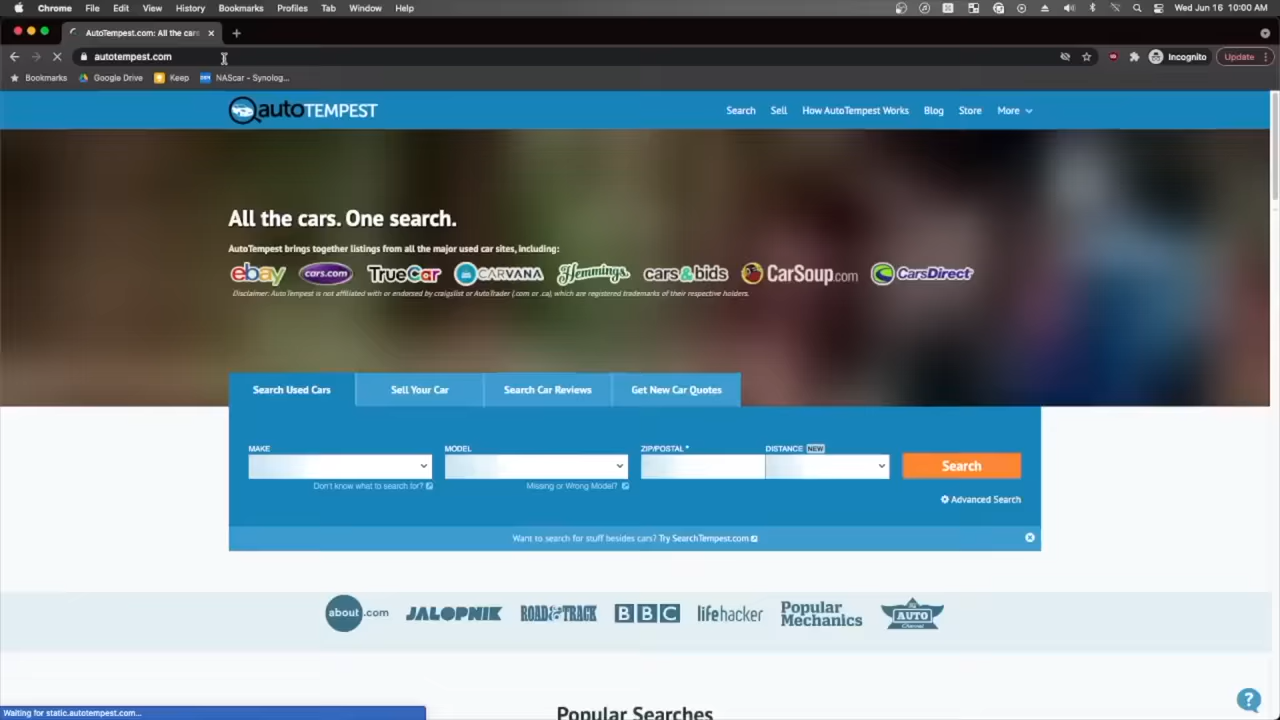 Chrome File Edit View History Bookmarks Profiles Tab Window Help Wed Jun 16 10:00 AM
AutoTempest.com: All the cars
autotempest.com Incognito Update
Bookmarks Google Drive Keep NAScar - Synolog...
autoTEMPEST Search Sell How AutoTempest Works Blog Store More
All the cars. One search.
AutoTempest brings together listings from all the major used car sites, including:
ebay cars.com TrueCar CARVANA Hemmings. cars&bids CarSoup.com CarsDirect
Disclaimer: AutoTempest is not affiliated with or endorsed by craigslist or AutoTrader (.com or .ca), which are registered trademarks of their respective holders.
Search Used Cars Sell Your Car Search Car Reviews Get New Car Quotes
MAKE MODEL ZIP/POSTAL * DISTANCE NEW
Search
Don't know what to search for? Missing or Wrong Model?
Advanced Search
Want to search for stuff besides cars? Try SearchTempest.com
about.com JALOPNIK ROAD & TRACK BBC lifehacker Popular Mechanics The AUTO Channel
Waiting for static.autotempest.com...
Popular Searches
?